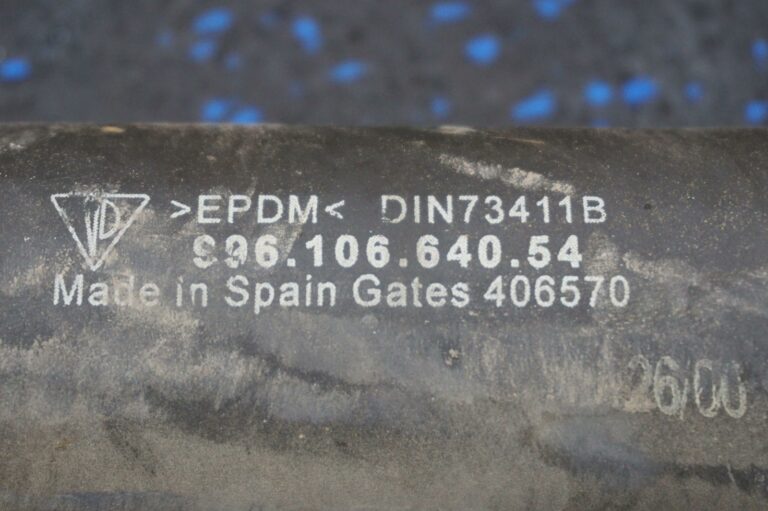 >EPDM< DIN73411B
996.106.640.54
Made in Spain Gates 406570
26/00